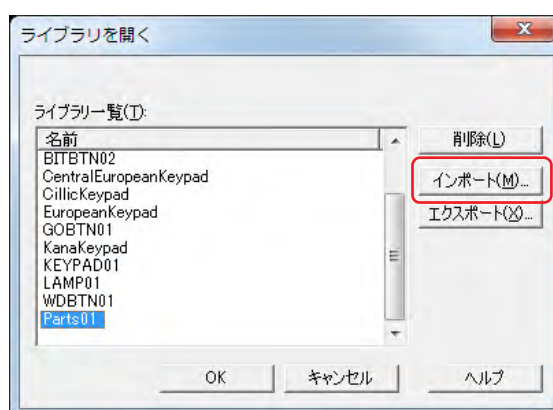 ライブラリを開く
ライブラリ一覧(T):
名前
BITBTN02
CentralEuropeanKeypad
CillicKeypad
EuropeanKeypad
GOBTN01
KanaKeypad
KEYPAD01
LAMP01
WDBTN01
Parts01
削除(L)
インポート(M)...
エクスポート(X)...
OK
キャンセル
ヘルプ